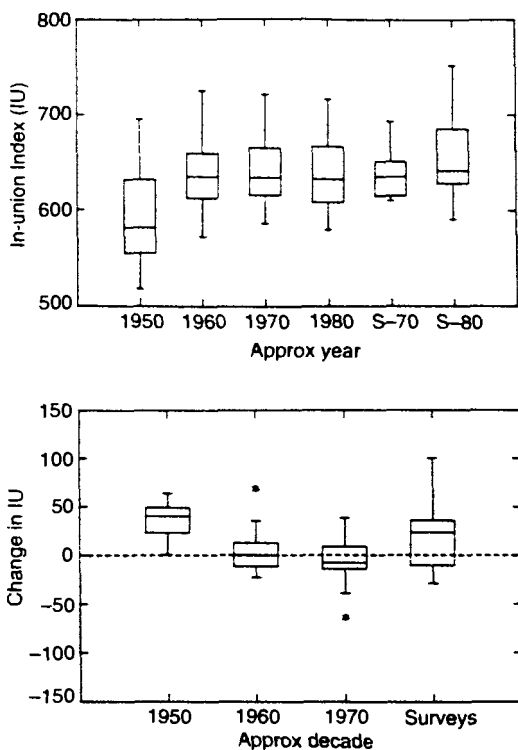 In-union Index (IU)
800
700
600
500
1950 1960 1970 1980 S-70 S-80
Approx year
Change in IU
150
100
50
0
-50
-100
-150
1950 1960 1970 Surveys
Approx decade